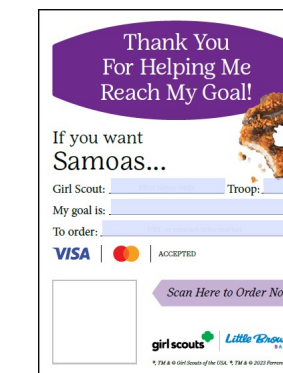 Thank You
For Helping Me
Reach My Goal!
If you want
Samoas...
Girl Scout: Troop:
My goal is:
To order:
VISA ACCEPTED
Scan Here to Order No
girl scouts Little Brow
®, TM & © Girl Scouts of the USA. ®, TM & © 2023 Ferrero